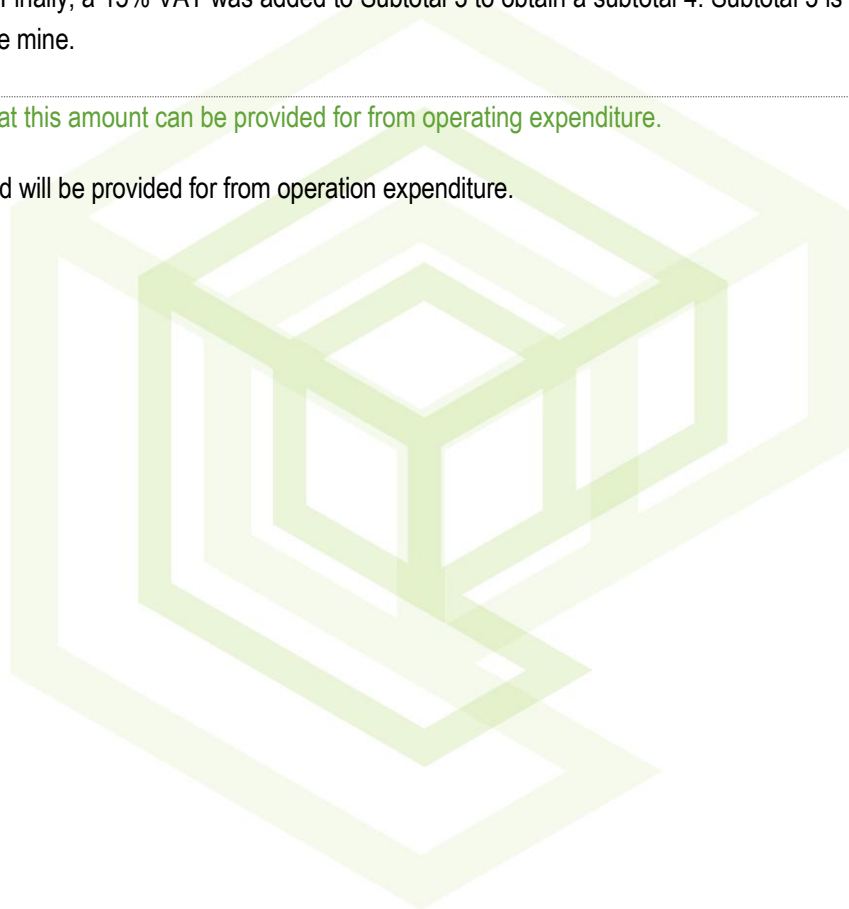 Finally, a 15% VAT was added to Subtotal 3 to obtain a subtotal 4. Subtotal 5 is
e mine.
at this amount can be provided for from operating expenditure.
d will be provided for from operation expenditure.